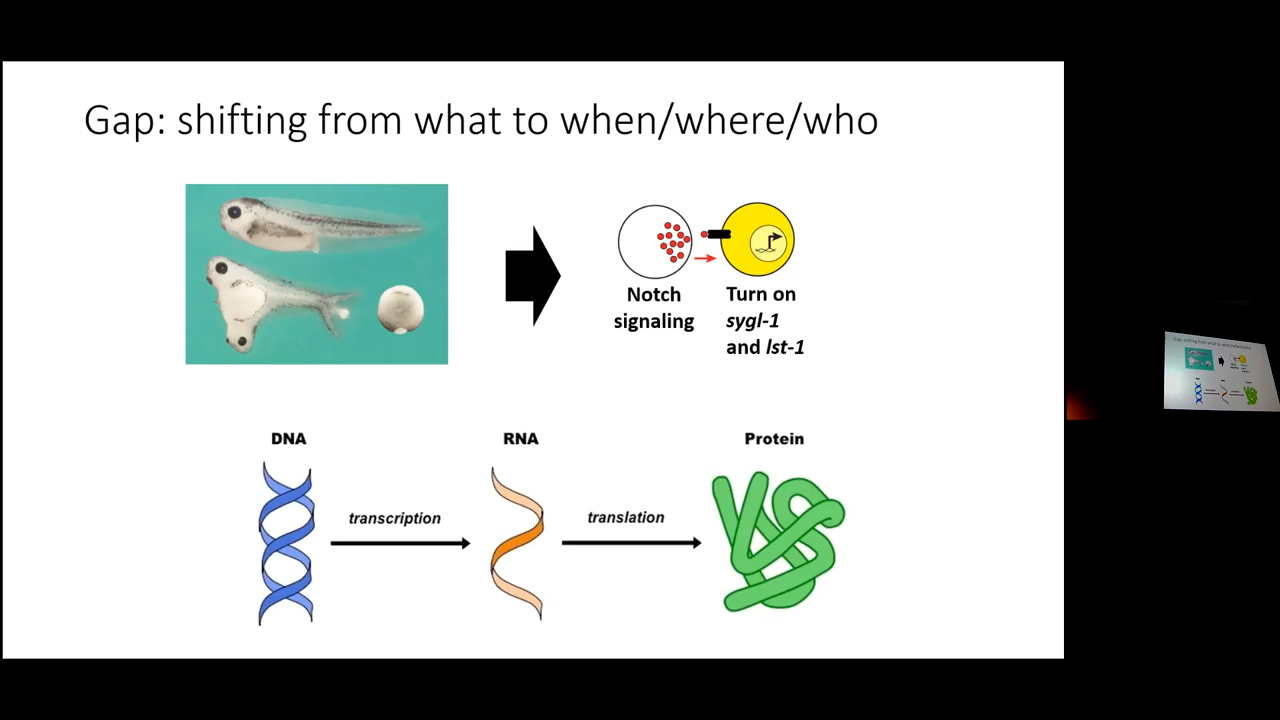 Gap: shifting from what to when/where/who
Notch
signaling
Turn on
sygl-1
and lst-1
DNA
RNA
Protein
transcription
translation